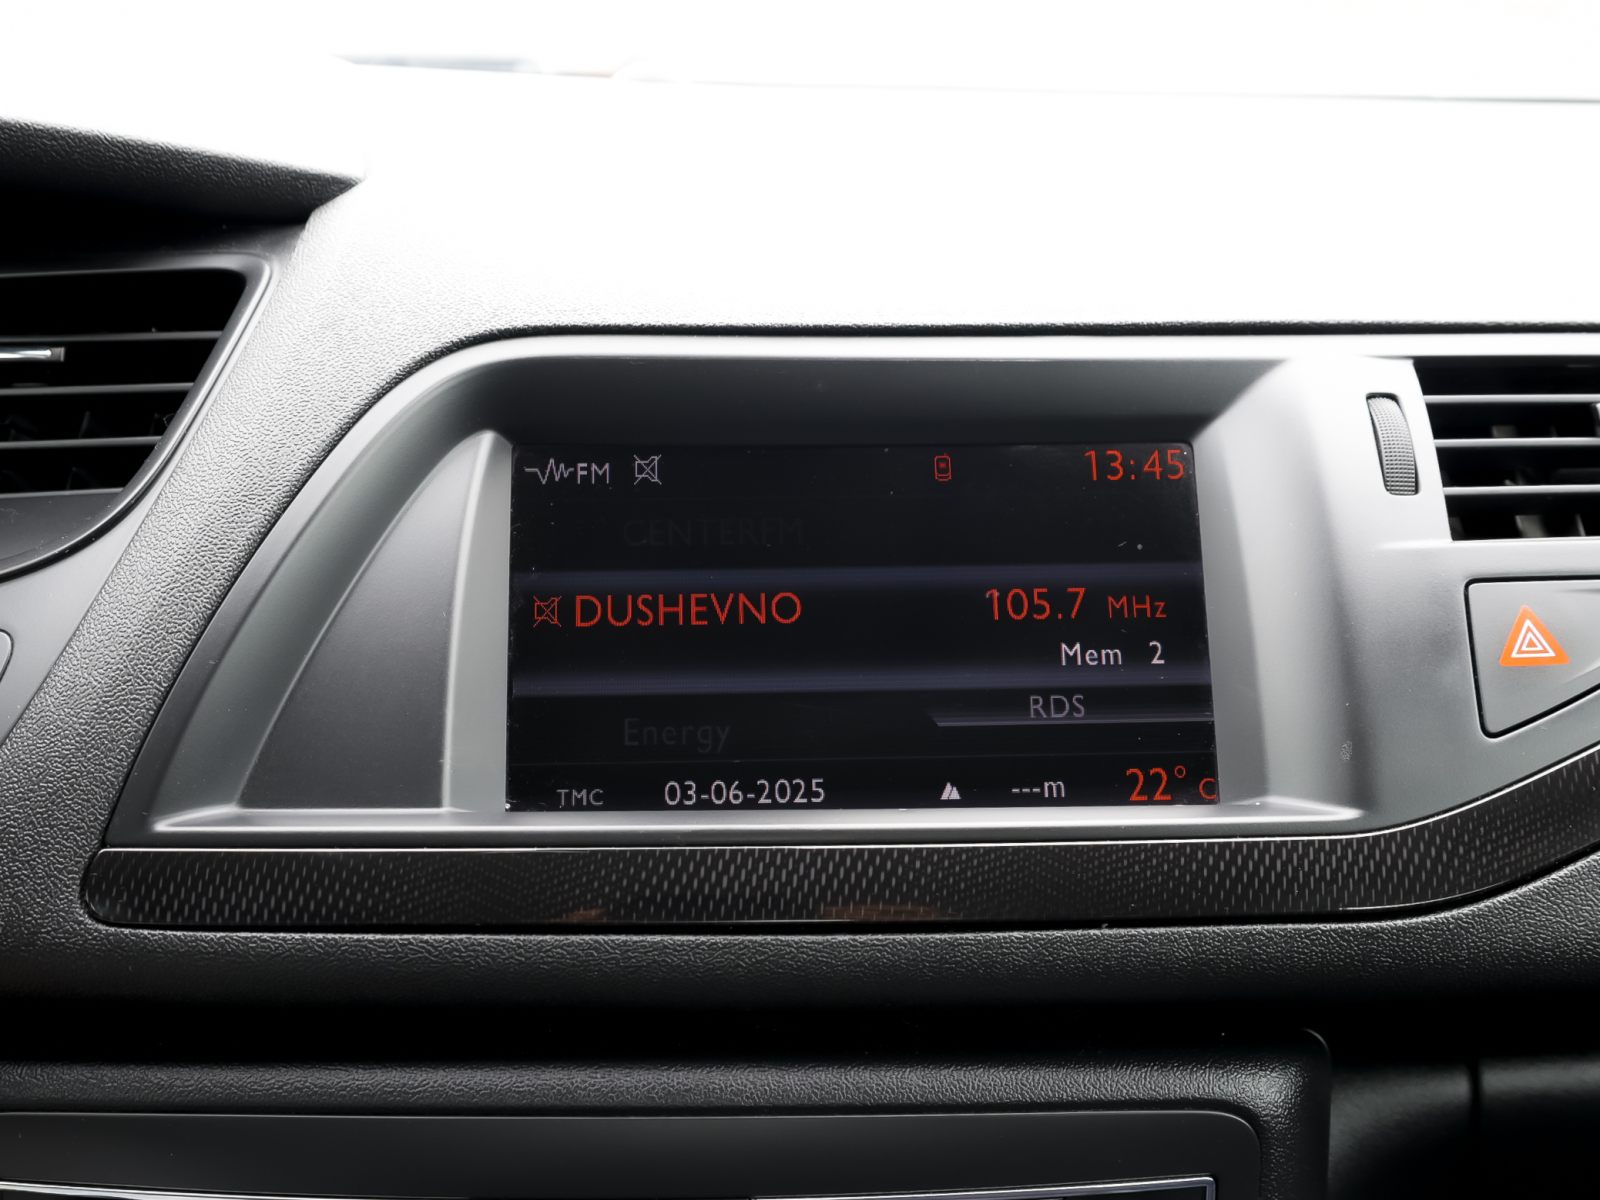 FM 13:45
CENTERFM
DUSHEVNO 105.7 MHz
Mem 2
RDS
Energy
TMC 03-06-2025 ---m 22° C